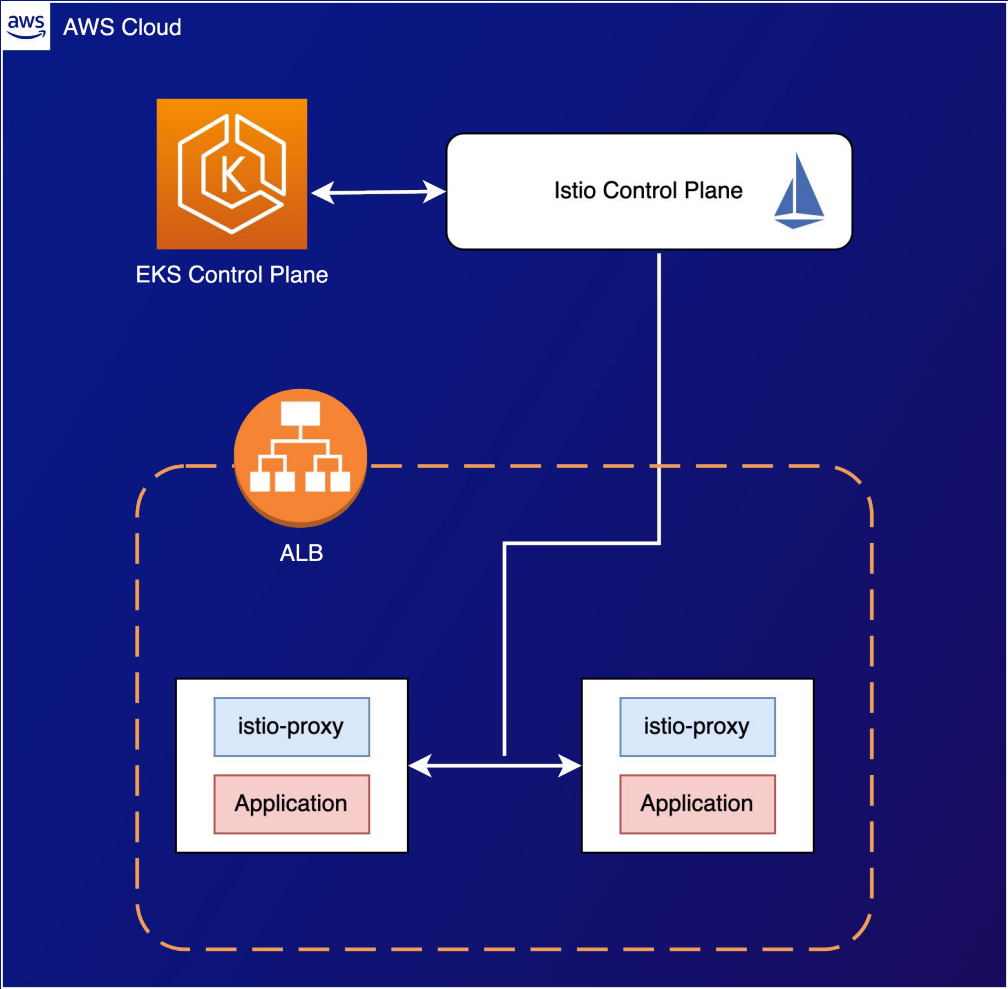 aws
AWS Cloud
K
EKS Control Plane
Istio Control Plane
ALB
istio-proxy
Application
istio-proxy
Application